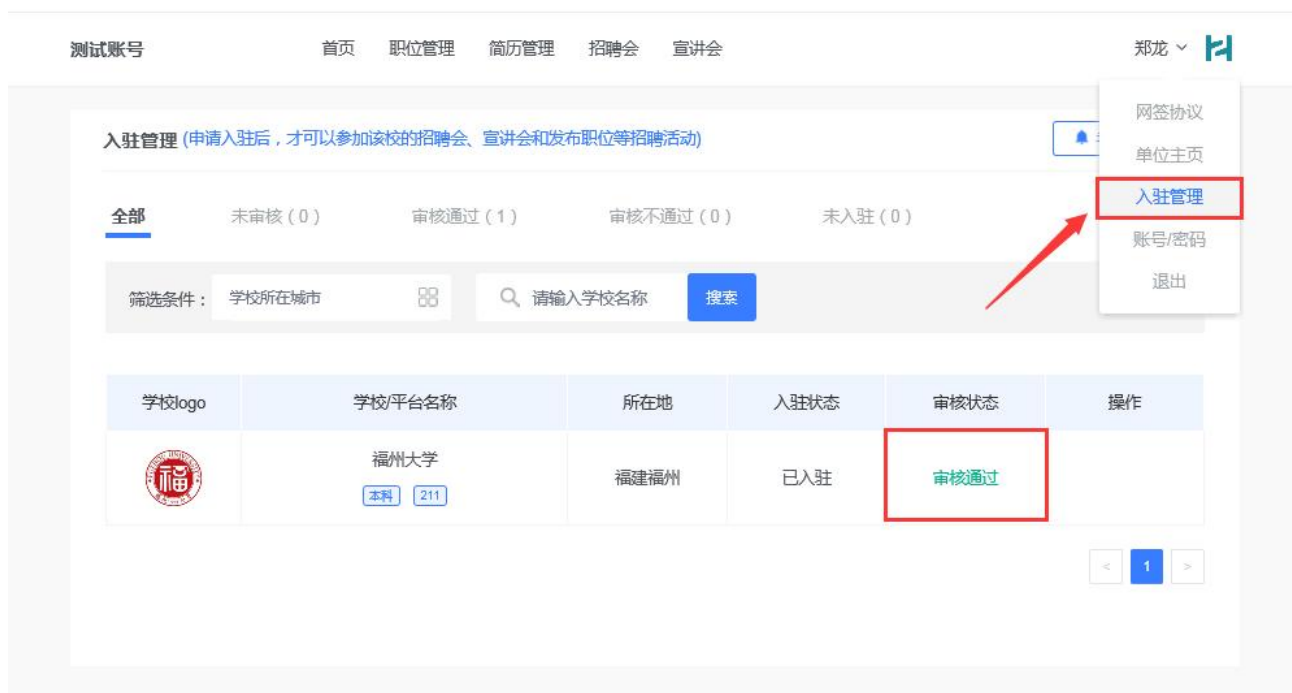 测试账号 首页 职位管理 简历管理 招聘会 宣讲会 郑龙
网签协议
入驻管理 (申请入驻后，才可以参加该校的招聘会、宣讲会和发布职位等招聘活动)
单位主页
入驻管理
全部 未审核（0） 审核通过（1） 审核不通过（0） 未入驻（0）
账号/密码
退出
筛选条件： 学校所在城市 请输入学校名称 搜索
学校logo 学校/平台名称 所在地 入驻状态 审核状态 操作
福 福州大学 福建福州 已入驻 审核通过
本科 211
< 1 >